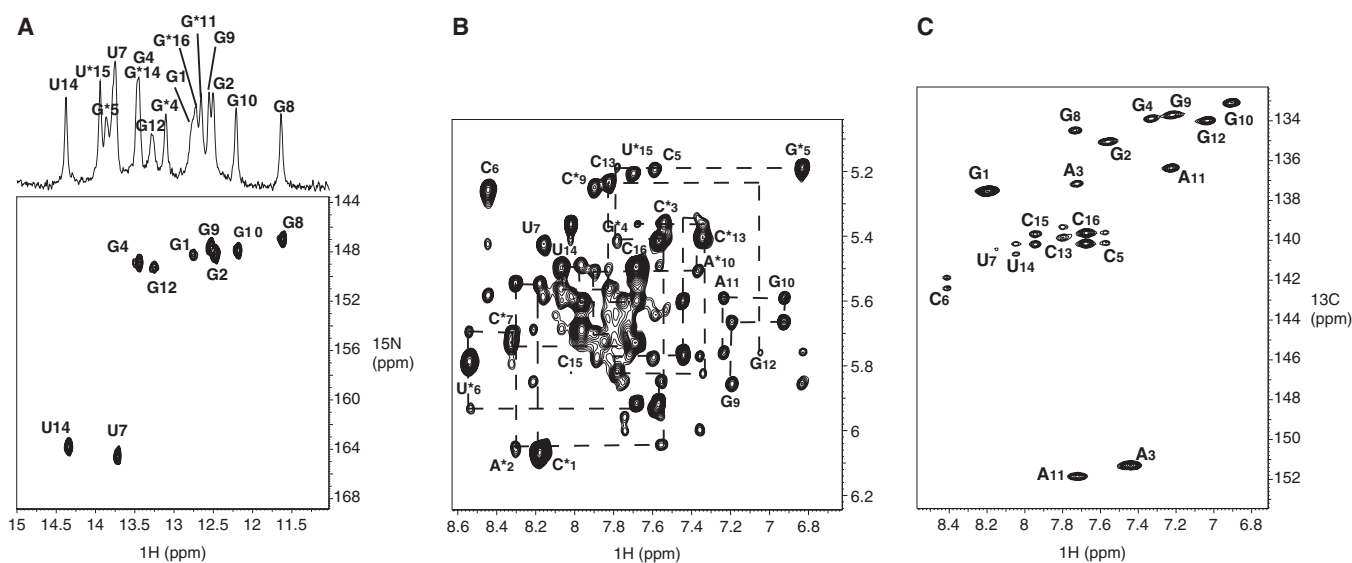 A
U14
U*15
G*5
U7
G4
G*14
G12
G*4
G1
G*16
G*11
G9
G2
G10
G8
144
148
152
156
160
164
168
15N
(ppm)
G4
G12
G1
G9
G2
G10
G8
U14
U7
15 14.5 14 13.5 13 12.5 12 11.5
1H (ppm)
B
C6
C*9
C13
U*15
C5
G*5
C*3
G*4
C*13
U7
U14
C16
A*10
A11
G10
C*7
C15
G12
U*6
G9
A*2
C*1
5.2
5.4
5.6
5.8
6
6.2
8.6 8.4 8.2 8 7.8 7.6 7.4 7.2 7 6.8
1H (ppm)
C
G8
G4
G9
G10
G12
G2
A3
A11
G1
C15
C16
U7
U14
C13
C5
C6
A11
A3
134
136
138
140
142
144
146
148
150
152
13C
(ppm)
8.4 8.2 8 7.8 7.6 7.4 7.2 7 6.8
1H (ppm)